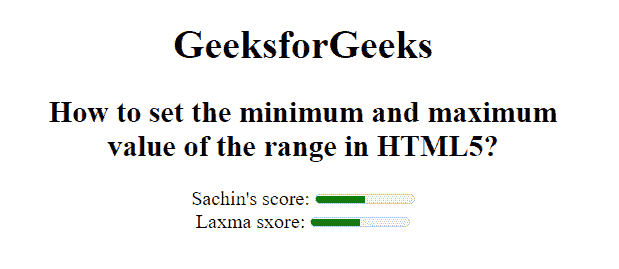 GeeksforGeeks
How to set the minimum and maximum
value of the range in HTML5?
Sachin's score:
Laxma sxore: